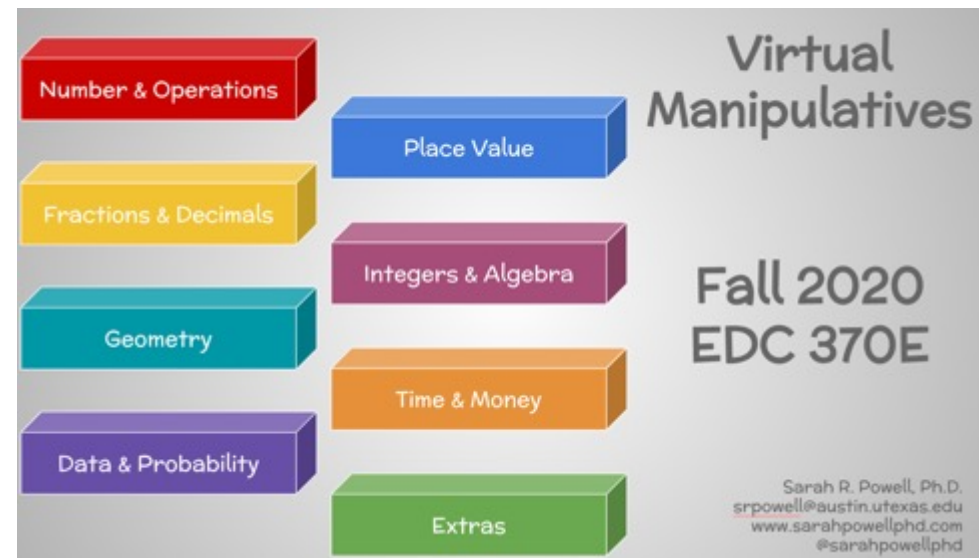 Virtual
Manipulatives
Number & Operations
Place Value
Fractions & Decimals
Integers & Algebra
Fall 2020
EDC 370E
Geometry
Time & Money
Data & Probability
Extras
Sarah R. Powell, Ph.D.
srpowell@austin.utexas.edu
www.sarahpowellphd.com
@sarahpowellphd